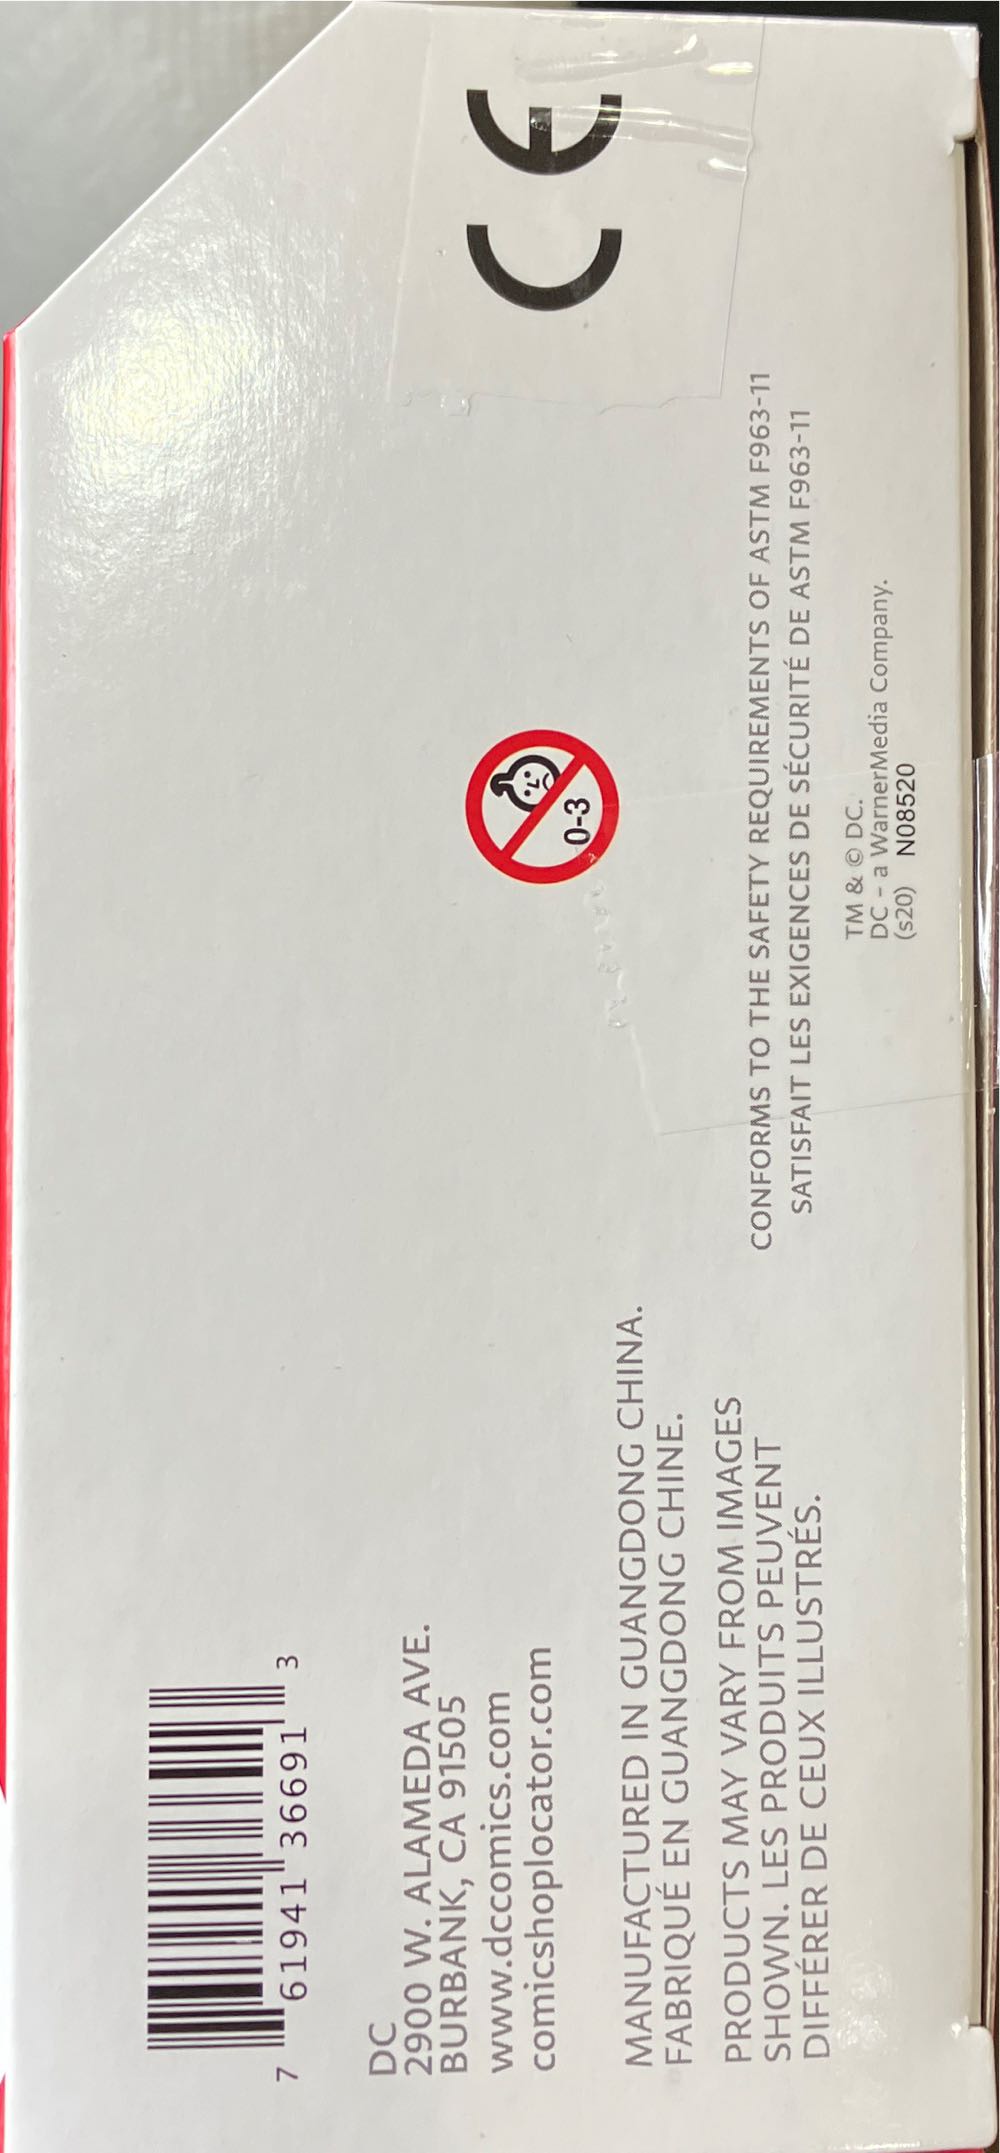 7 61941 36691 3
DC
2900 W. ALAMEDA AVE.
BURBANK, CA 91505
www.dccomics.com
comicshoplocator.com
MANUFACTURED IN GUANGDONG CHINA.
FABRIQUÉ EN GUANGDONG CHINE.
PRODUCTS MAY VARY FROM IMAGES
SHOWN. LES PRODUITS PEUVENT
DIFFÉRER DE CEUX ILLUSTRÉS.
0-3
CONFORMS TO THE SAFETY REQUIREMENTS OF ASTM F963-11
SATISFAIT LES EXIGENCES DE SÉCURITÉ DE ASTM F963-11
TM & © DC.
DC - a WarnerMedia Company.
(s20) N08520
CE